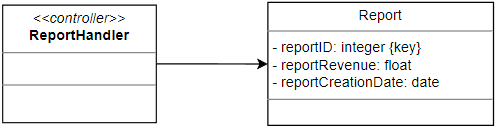 <<controller>>
ReportHandler
Report
- reportID: integer {key}
- reportRevenue: float
- reportCreationDate: date